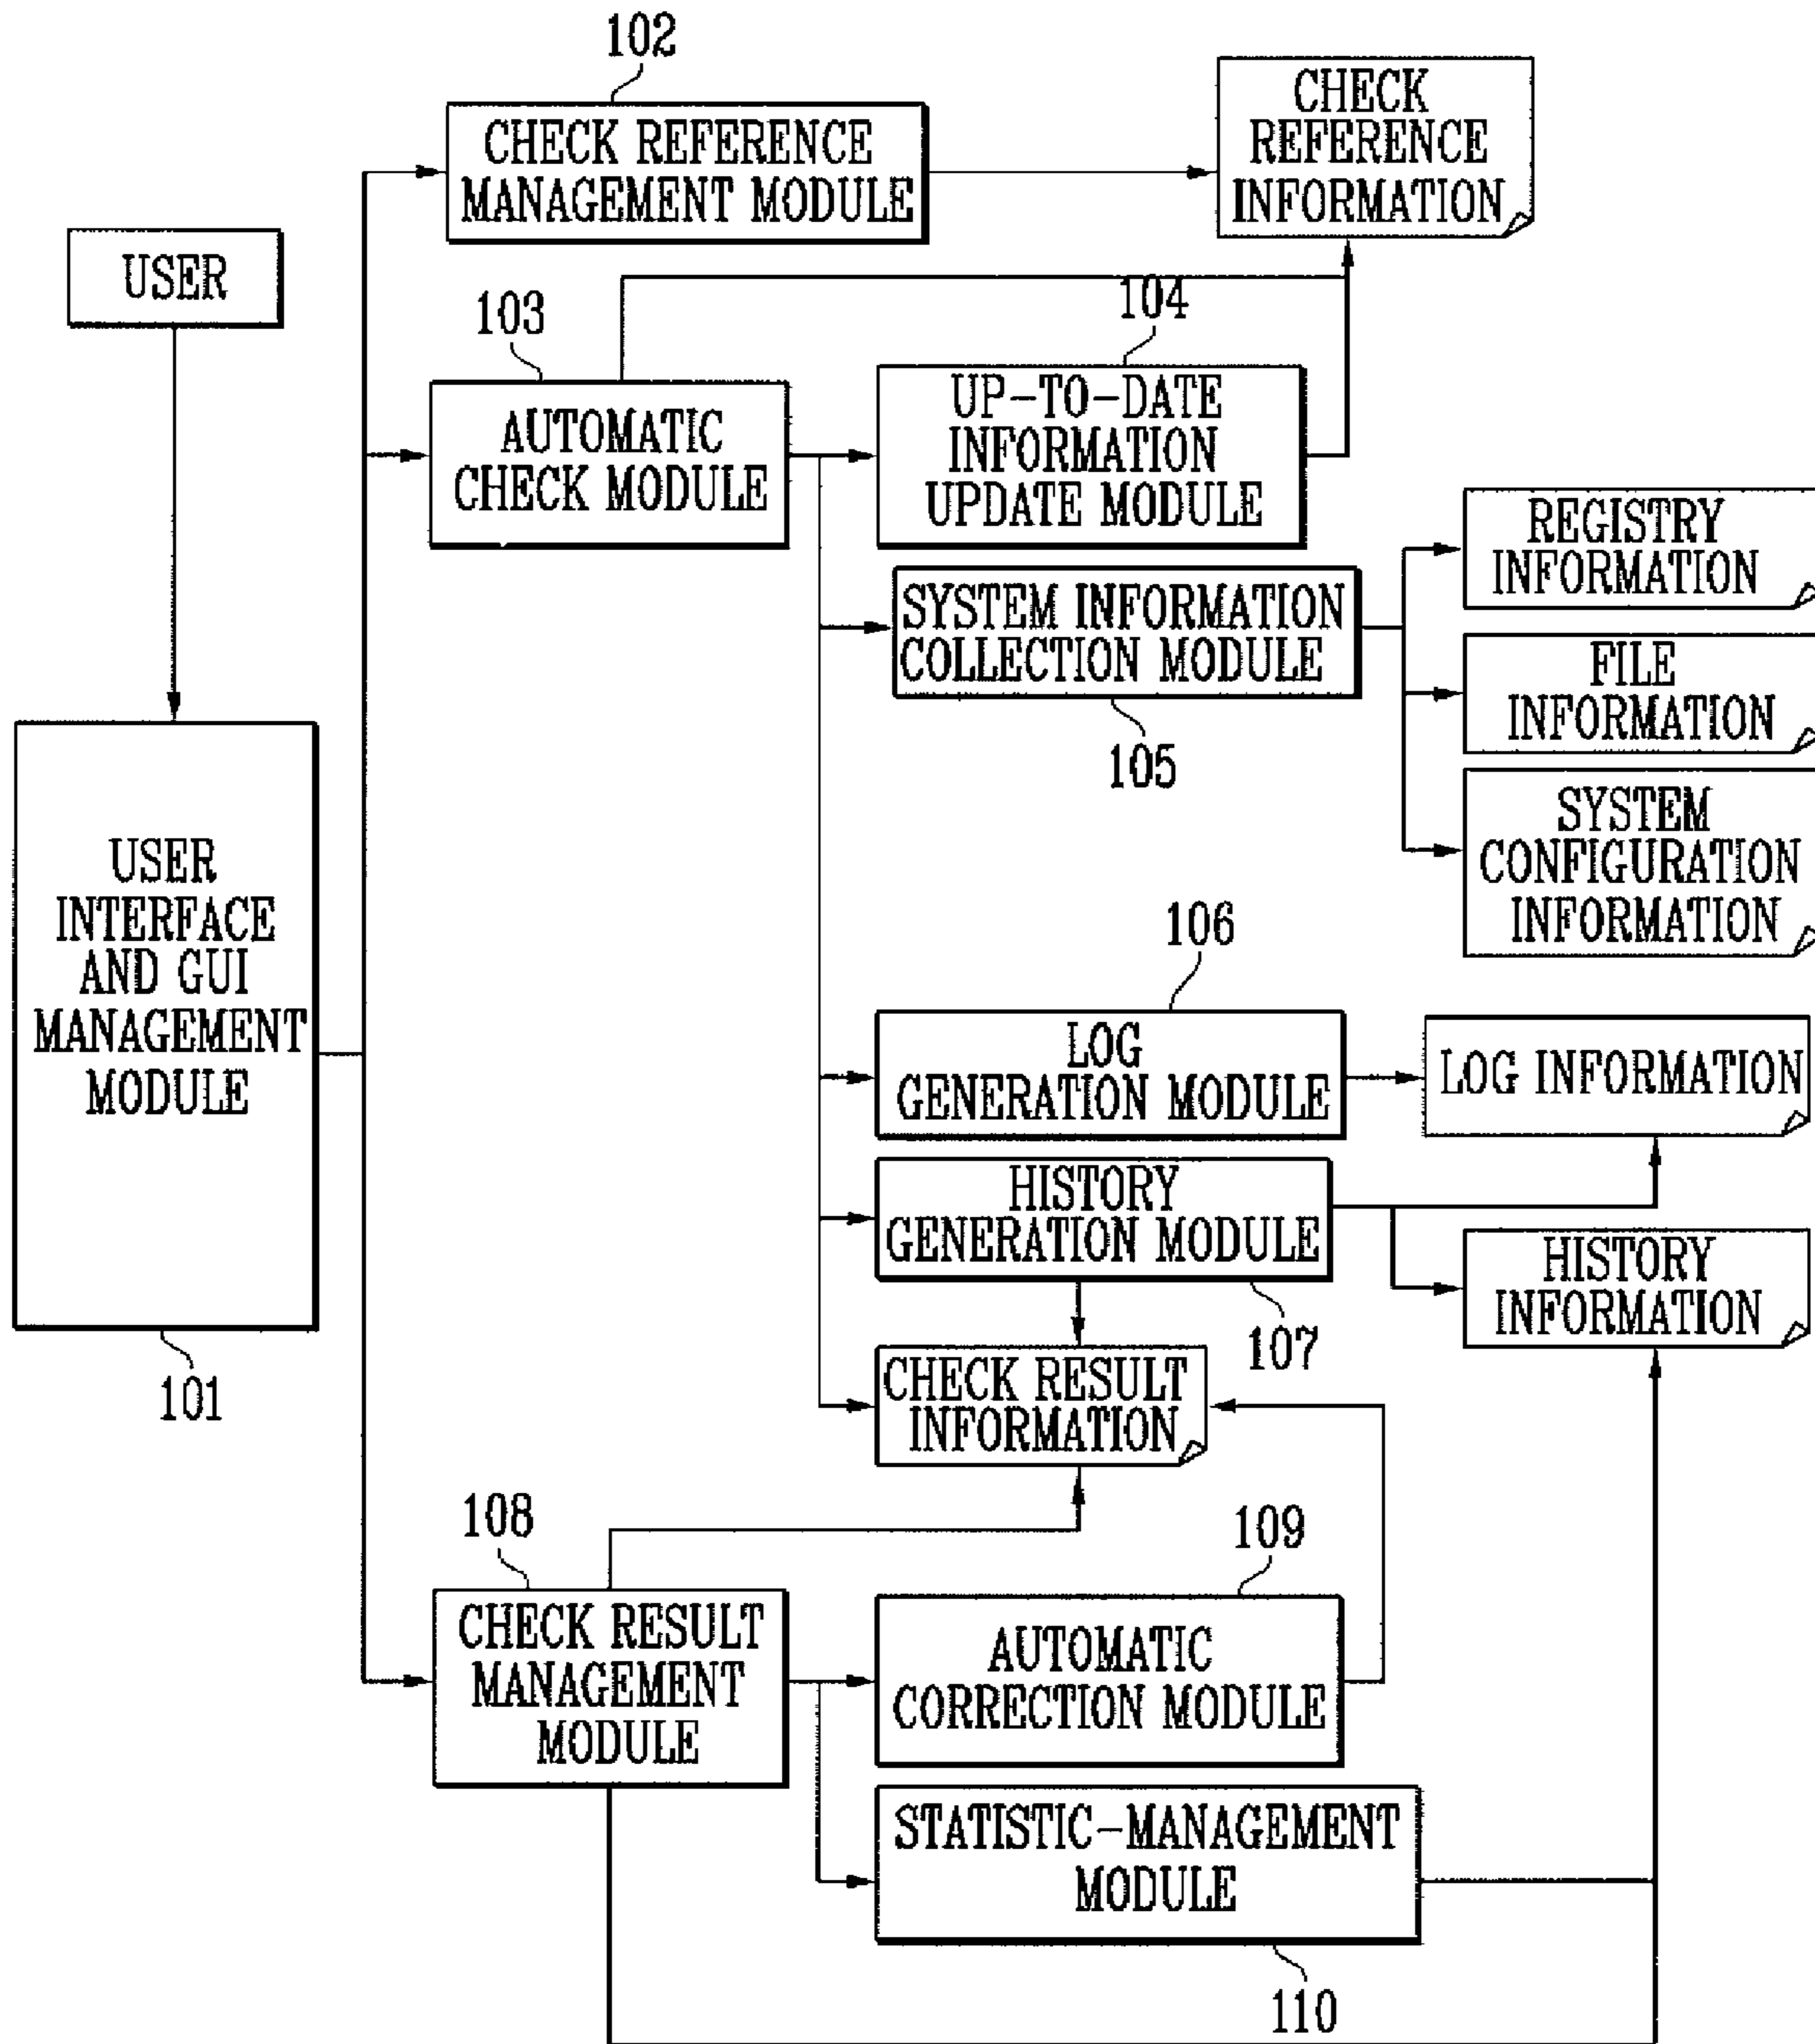 102
CHECK REFERENCE
MANAGEMENT MODULE
CHECK
REFERENCE
INFORMATION
USER
103
AUTOMATIC
CHECK MODULE
104
UP-TO-DATE
INFORMATION
UPDATE MODULE
SYSTEM INFORMATION
COLLECTION MODULE
105
REGISTRY
INFORMATION
FILE
INFORMATION
SYSTEM
CONFIGURATION
INFORMATION
USER
INTERFACE
AND GUI
MANAGEMENT
MODULE
101
106
LOG
GENERATION MODULE
LOG INFORMATION
HISTORY
GENERATION MODULE
107
HISTORY
INFORMATION
CHECK RESULT
INFORMATION
108
CHECK RESULT
MANAGEMENT
MODULE
109
AUTOMATIC
CORRECTION MODULE
STATISTIC-MANAGEMENT
MODULE
110